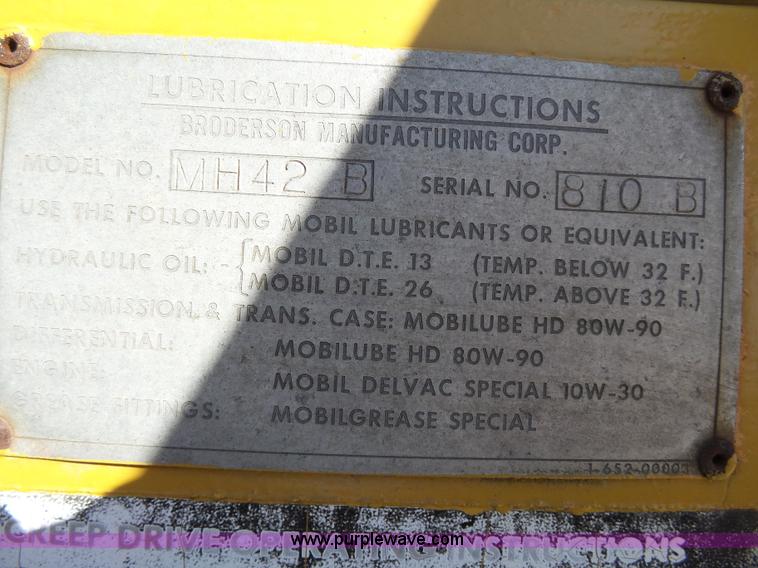 LUBRICATION INSTRUCTIONS
BRODERSON MANUFACTURING CORP.
MODEL NO. MH42 B SERIAL NO. 810 B
USE THE FOLLOWING MOBIL LUBRICANTS OR EQUIVALENT:
HYDRAULIC OIL: - { MOBIL D.T.E. 13 (TEMP. BELOW 32 F.)
MOBIL D.T.E. 26 (TEMP. ABOVE 32 F.)
TRANSMISSION & TRANS. CASE: MOBILUBE HD 80W-90
DIFFERENTIAL: MOBILUBE HD 80W-90
ENGINE: MOBIL DELVAC SPECIAL 10W-30
GREASE FITTINGS: MOBILGREASE SPECIAL
1-652-00003
CREEP DRIVE OPERATING INSTRUCTIONS
www.purplewave.com